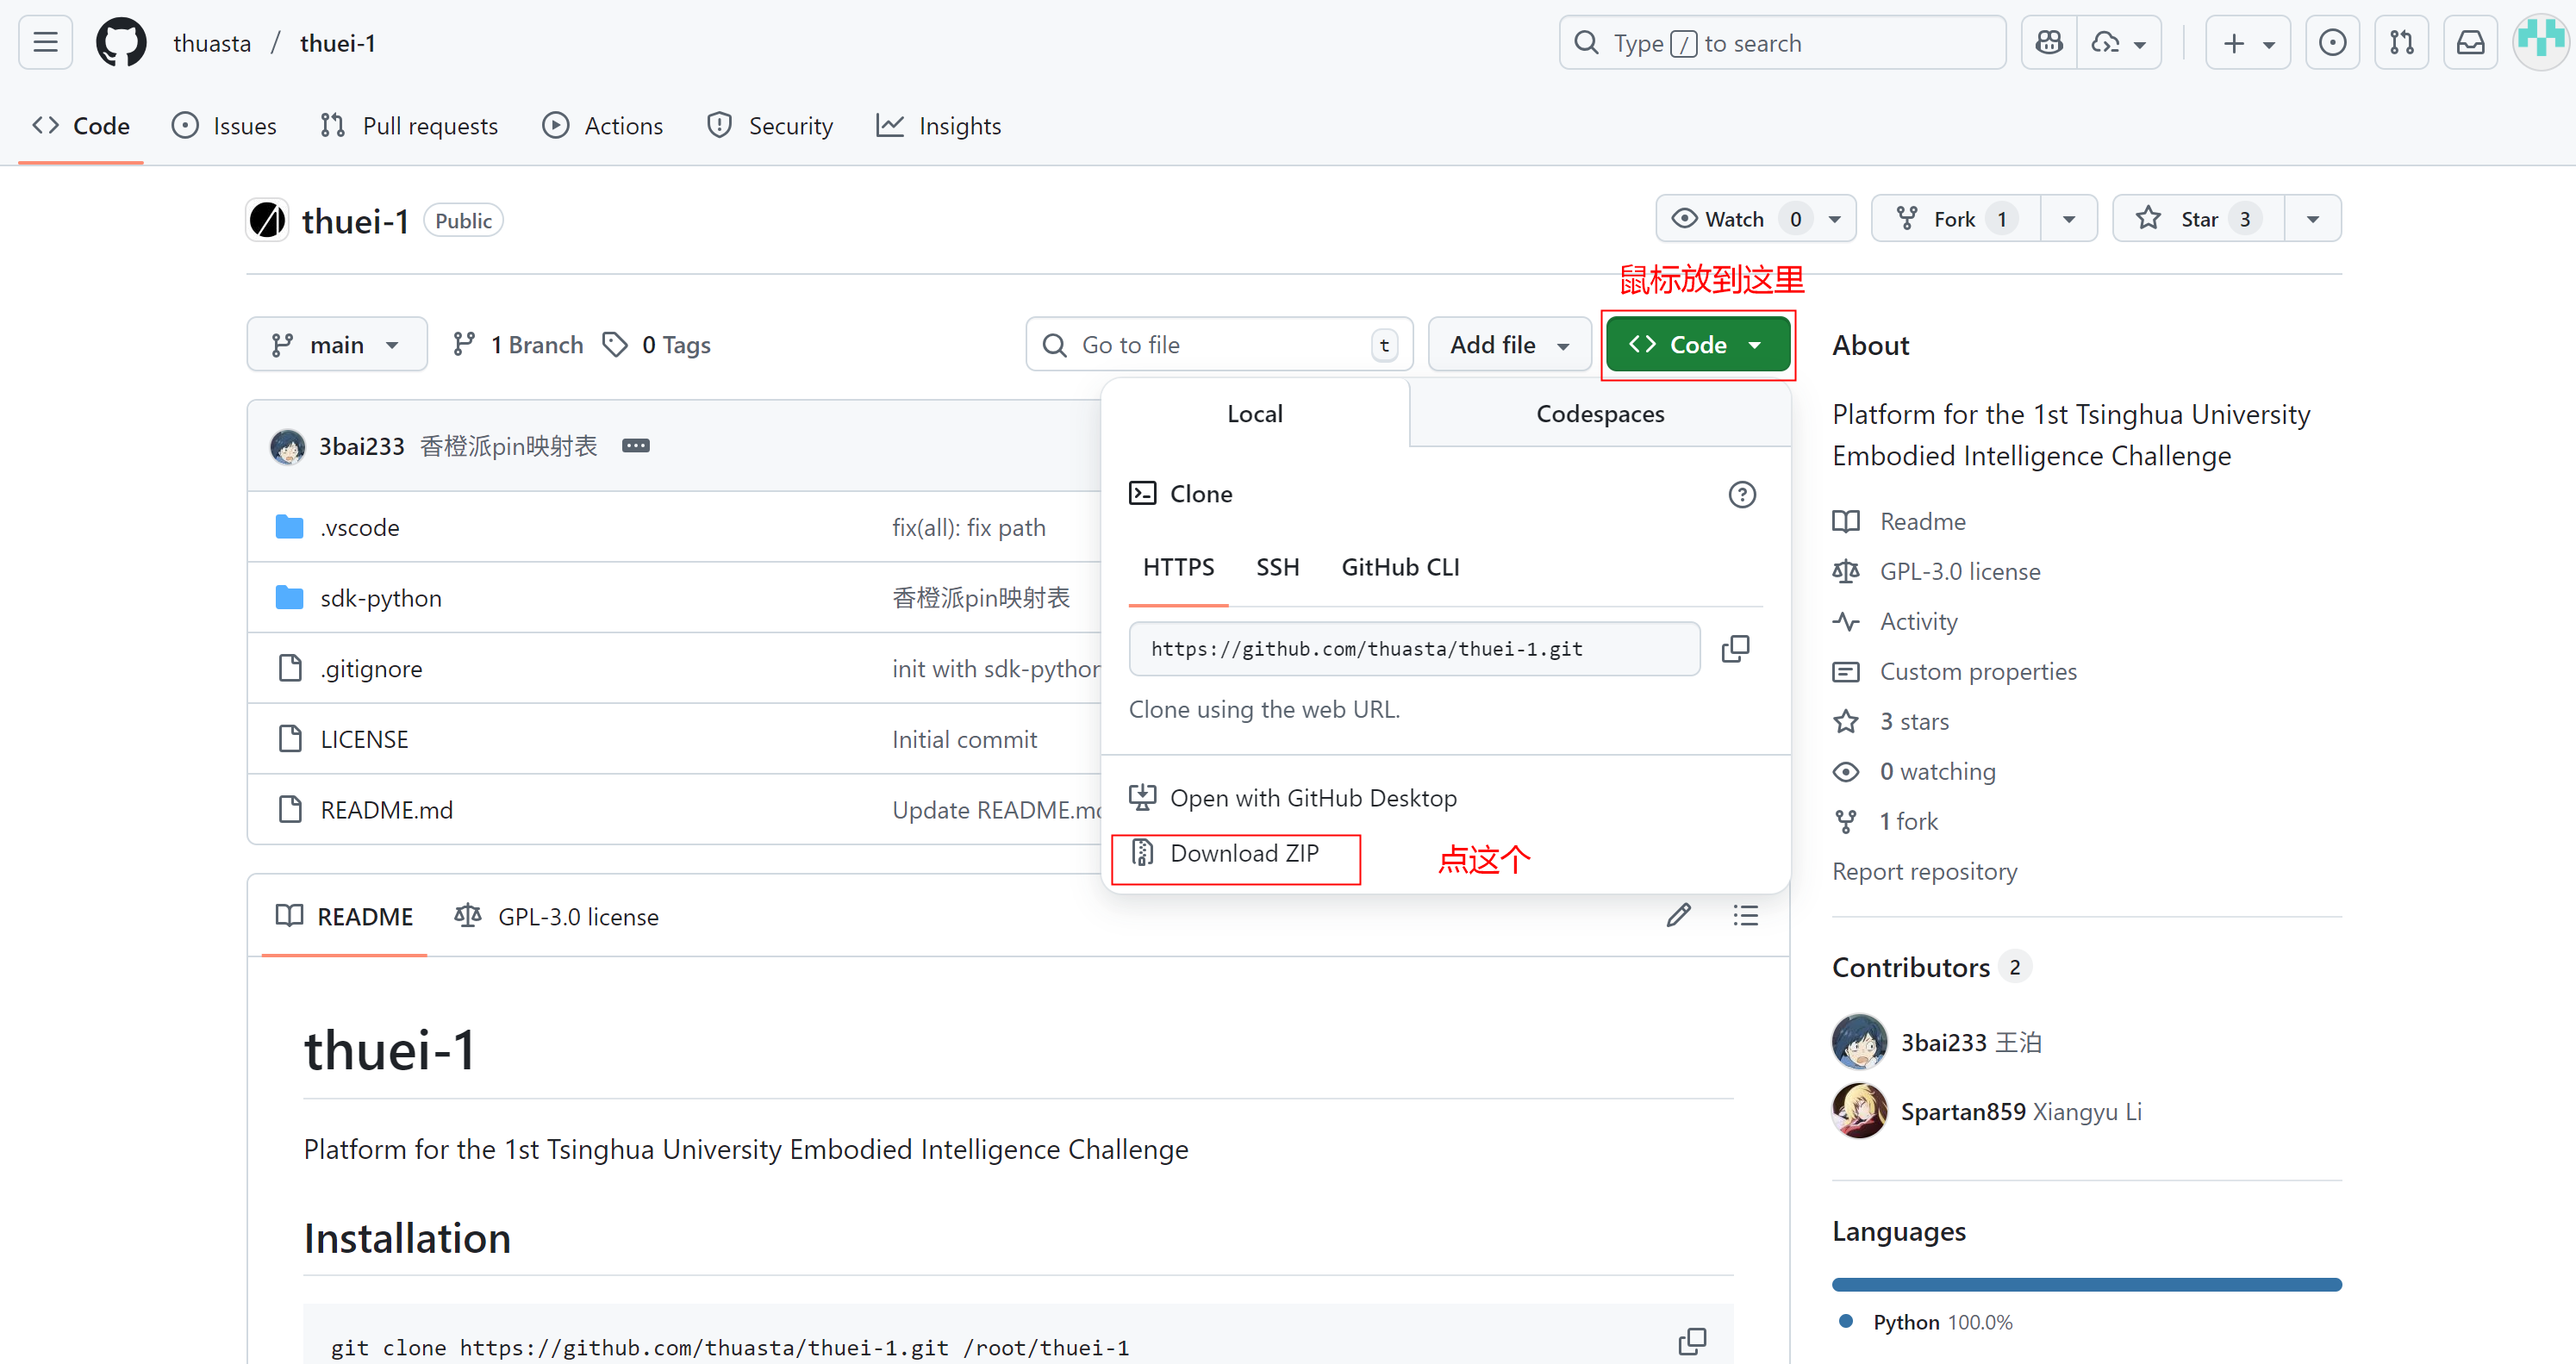 thuasta / thuei-1
Type / to search
Code
Issues
Pull requests
Actions
Security
Insights
thuei-1 Public
Watch 0
Fork 1
Star 3
鼠标放到这里
main
1 Branch
0 Tags
Go to file t
Add file
Code
Local
Codespaces
Clone
HTTPS SSH GitHub CLI
https://github.com/thuasta/thuei-1.git
Clone using the web URL.
Open with GitHub Desktop
Download ZIP
点这个
3bai233 香橙派pin映射表
.vscode fix(all): fix path
sdk-python 香橙派pin映射表
.gitignore init with sdk-python
LICENSE Initial commit
README.md Update README.md
README
GPL-3.0 license
thuei-1
Platform for the 1st Tsinghua University Embodied Intelligence Challenge
Installation
git clone https://github.com/thuasta/thuei-1.git /root/thuei-1
About
Platform for the 1st Tsinghua University
Embodied Intelligence Challenge
Readme
GPL-3.0 license
Activity
Custom properties
3 stars
0 watching
1 fork
Report repository
Contributors 2
3bai233 王泊
Spartan859 Xiangyu Li
Languages
Python 100.0%